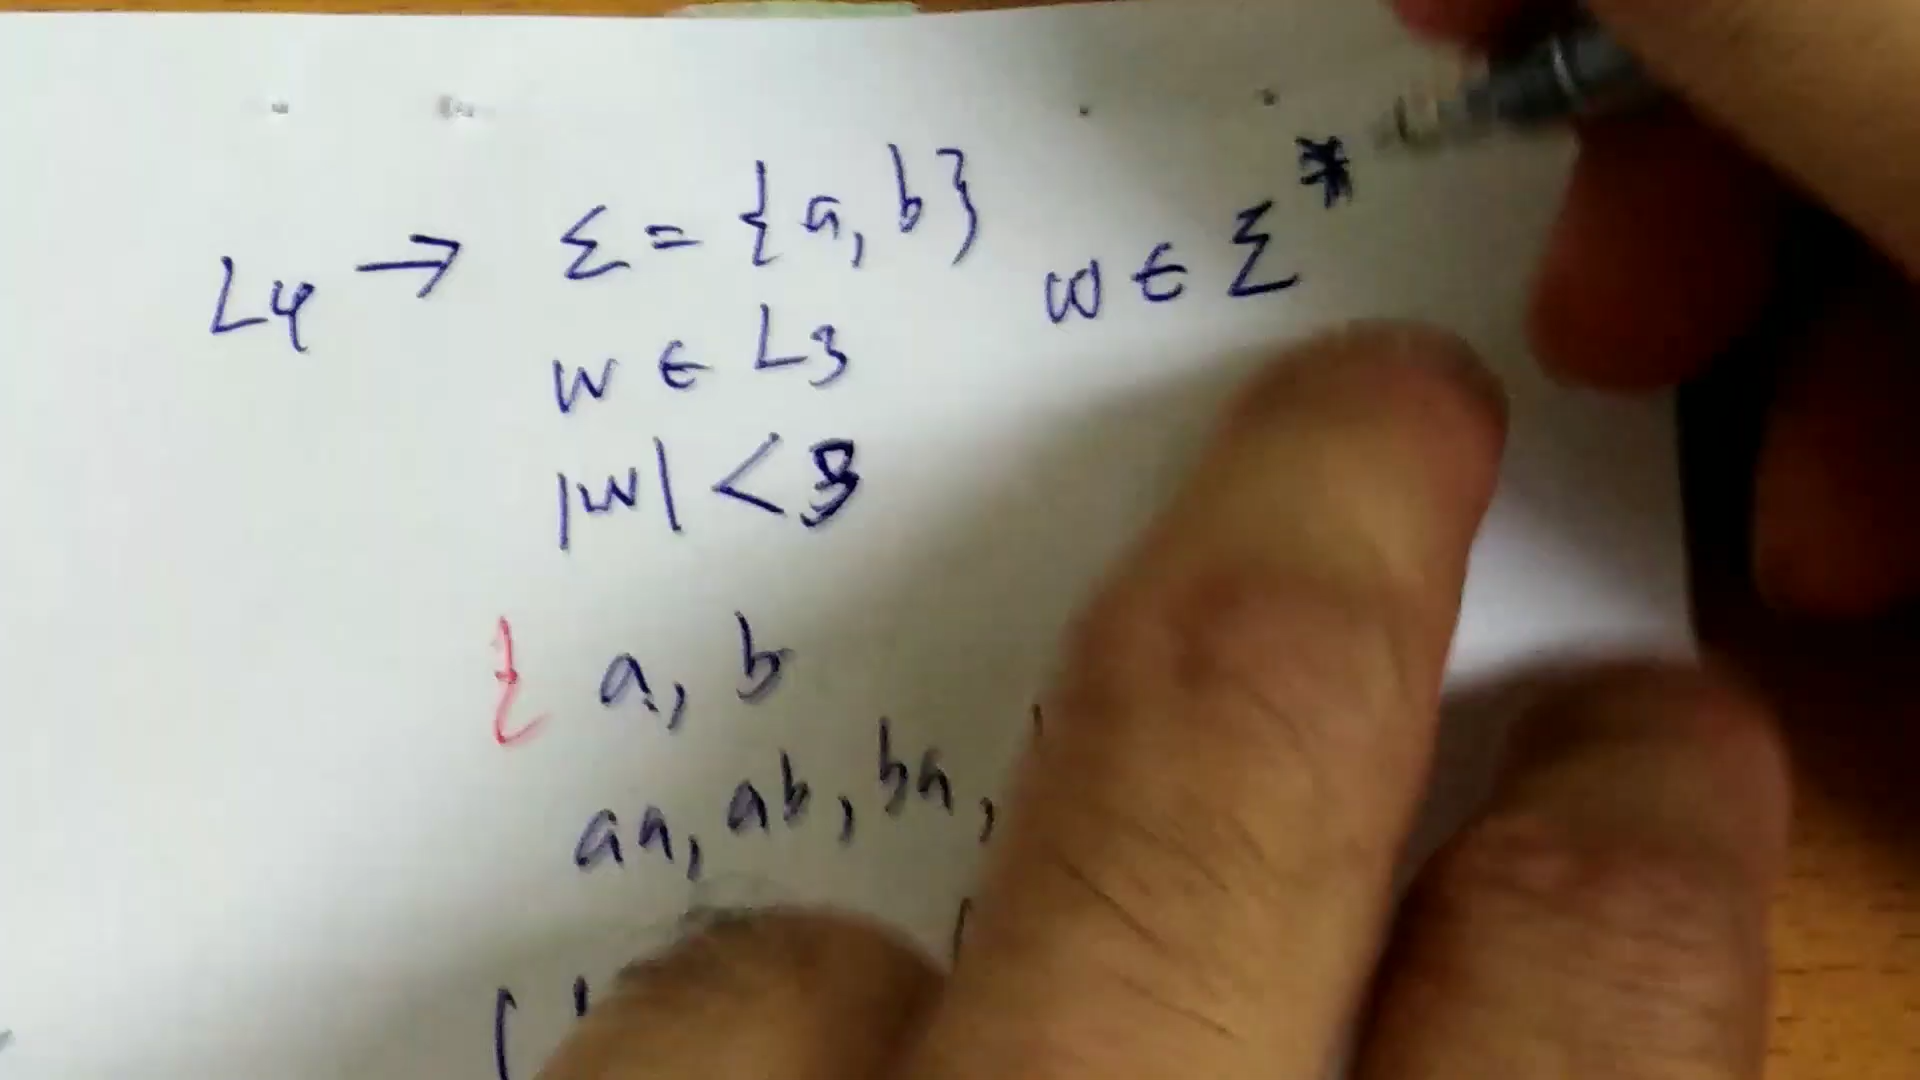 L4 → Σ = {a, b} w ∈ Σ*
w ∈ L3
|w| < 3
{ a, b
aa, ab, ba,